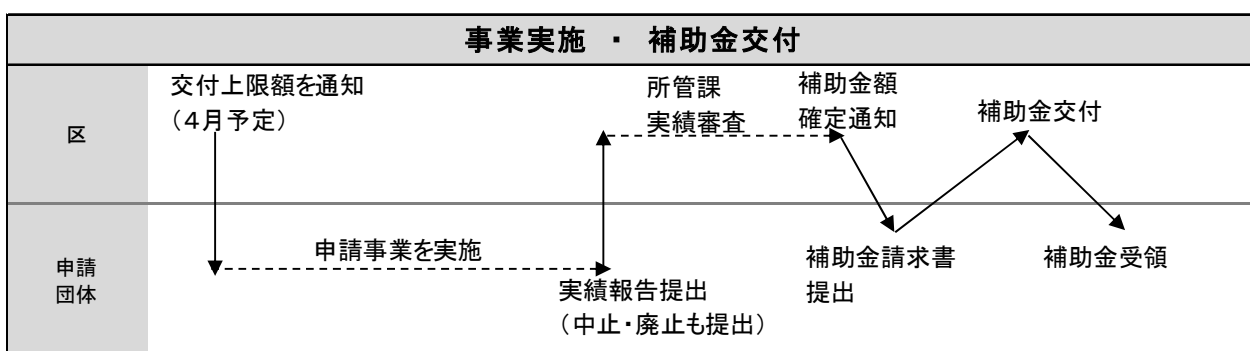 事業実施 ・ 補助金交付
区
交付上限額を通知
（４月予定）
所管課
実績審査
補助金額
確定通知
補助金交付
申請
団体
申請事業を実施
実績報告提出
（中止・廃止も提出）
補助金請求書
提出
補助金受領